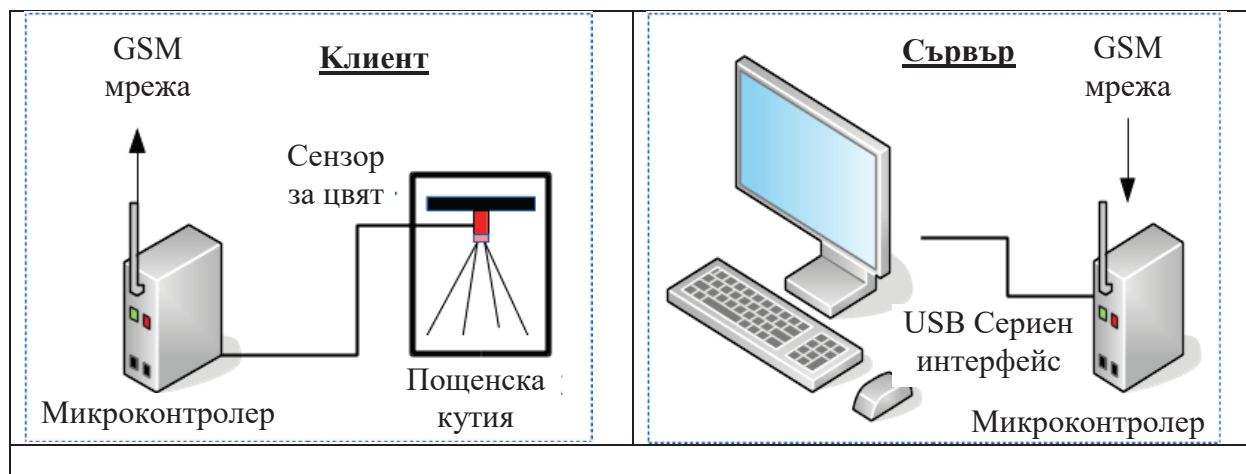 GSM
мрежа
Клиент
Сензор
за цвят
Пощенска
кутия
Микроконтролер
Сървър
GSM
мрежа
USB Сериен
интерфейс
Микроконтролер